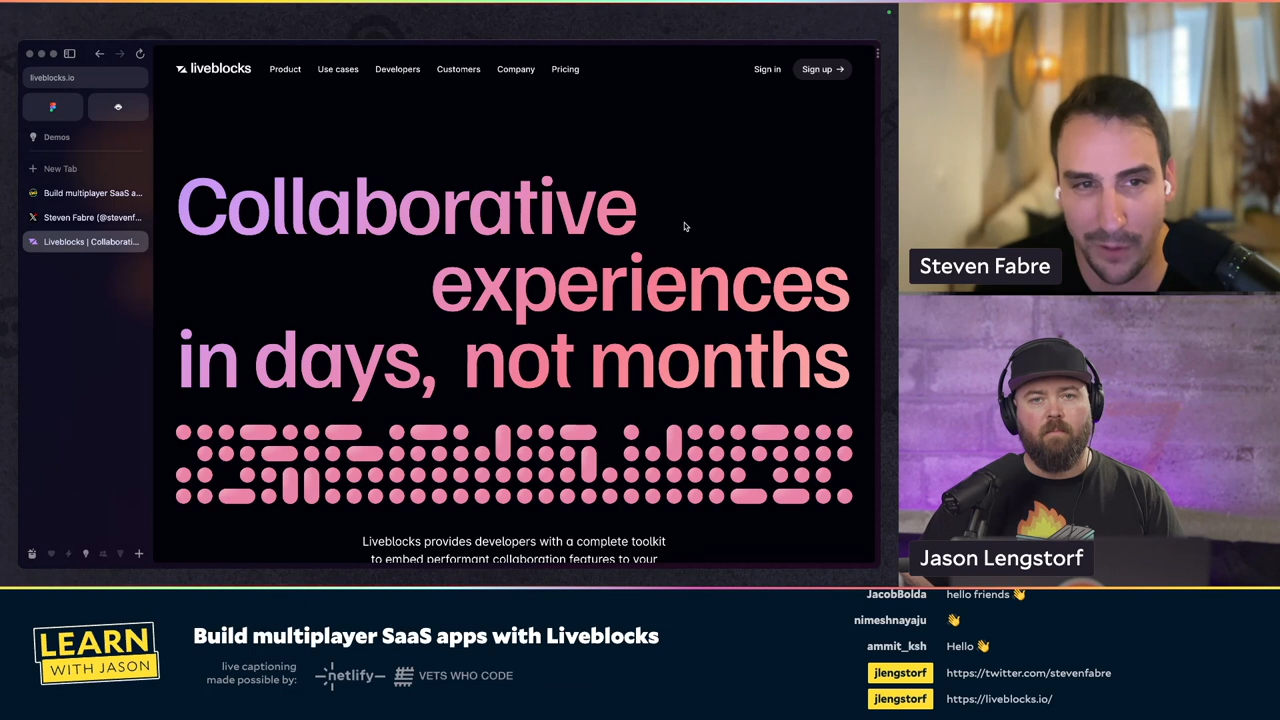 liveblocks.io
Demos
New Tab
Build multiplayer SaaS a...
Steven Fabre (@stevenf...
Liveblocks | Collaborati...
liveblocks
Product
Use cases
Developers
Customers
Company
Pricing
Sign in
Sign up →
Collaborative
experiences
in days, not months
Liveblocks provides developers with a complete toolkit
to embed performant collaboration features to your
Steven Fabre
Jason Lengstorf
LEARN
WITH JASON
Build multiplayer SaaS apps with Liveblocks
live captioning
made possible by:
netlify
VETS WHO CODE
JacobBolda hello friends 👋
nimeshnayaju 👋
ammit_ksh Hello 👋
jlengstorf https://twitter.com/stevenfabre
jlengstorf https://liveblocks.io/